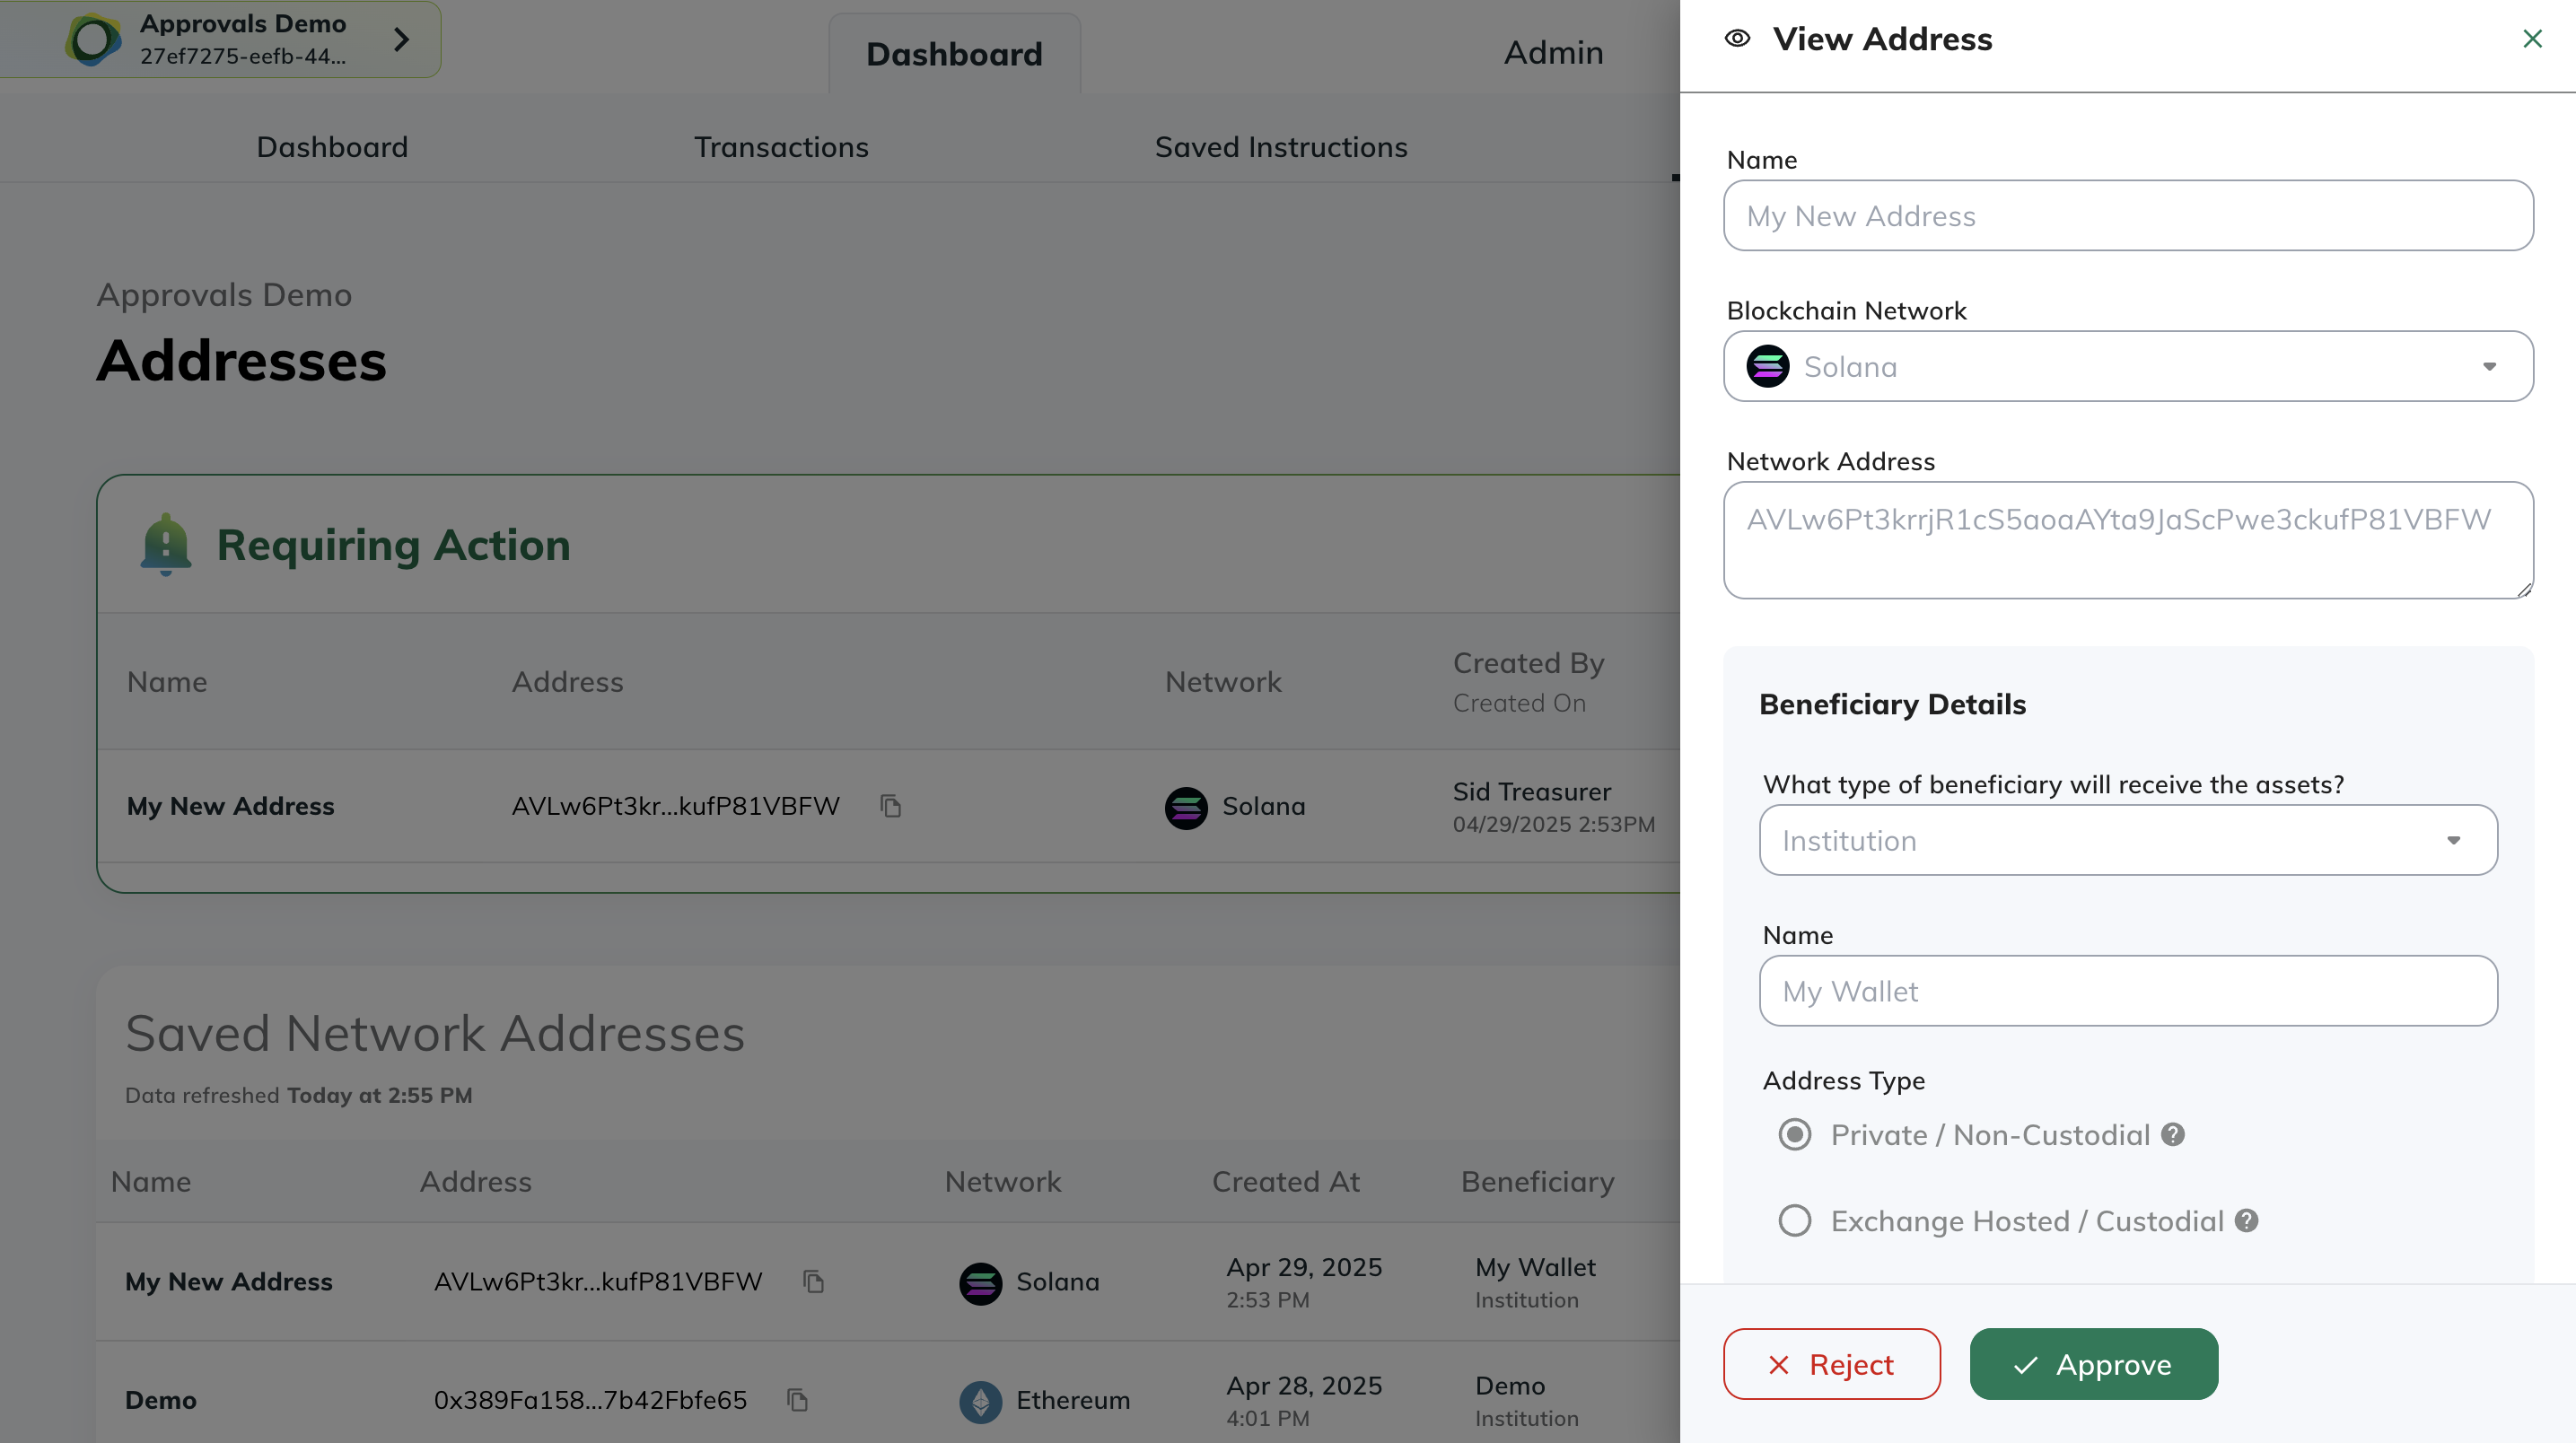 Approvals Demo
27ef7275-eefb-44...
Dashboard
Admin
Dashboard
Transactions
Saved Instructions
Approvals Demo
Addresses
Requiring Action
Name
Address
Network
Created By
Created On
My New Address
AVLw6Pt3kr...kufP81VBFW
Solana
Sid Treasurer
04/29/2025 2:53PM
Saved Network Addresses
Data refreshed Today at 2:55 PM
Name
Address
Network
Created At
Beneficiary
My New Address
AVLw6Pt3kr...kufP81VBFW
Solana
Apr 29, 2025
2:53 PM
My Wallet
Institution
Demo
0x389Fa158...7b42Fbfe65
Ethereum
Apr 28, 2025
4:01 PM
Demo
Institution
View Address
Name
My New Address
Blockchain Network
Solana
Network Address
AVLw6Pt3krrjR1cS5aoaAYta9JaScPwe3ckufP81VBFW
Beneficiary Details
What type of beneficiary will receive the assets?
Institution
Name
My Wallet
Address Type
Private / Non-Custodial ?
Exchange Hosted / Custodial ?
Reject
Approve